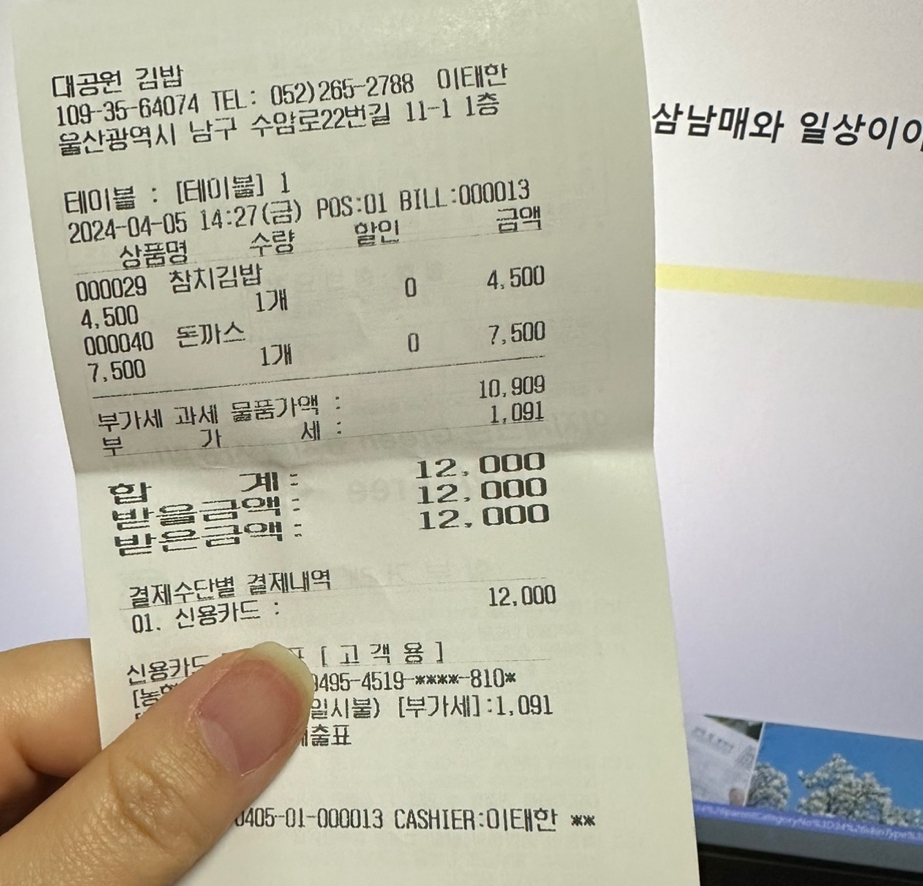 대공원 김밥
109-35-64074 TEL: 052)265-2788 이태한
울산광역시 남구 수암로22번길 11-1 1층
테이블 : [테이블] 1
2024-04-05 14:27(금) POS:01 BILL:000013
상품명 수량 할인 금액
000029 참치김밥
4,500 1개 0 4,500
000040 돈까스
7,500 1개 0 7,500
부가세 과세 물품가액 : 10,909
부 가 세 : 1,091
합 계 : 12,000
받을금액 : 12,000
받은금액 : 12,000
결제수단별 결제내역
01. 신용카드 : 12,000
신용카드 [ 고 객 용 ]
495-4519-****-810*
일시불) [부가세]:1,091
출표
0405-01-000013 CASHIER:이태한 **
삼남매와 일상이야